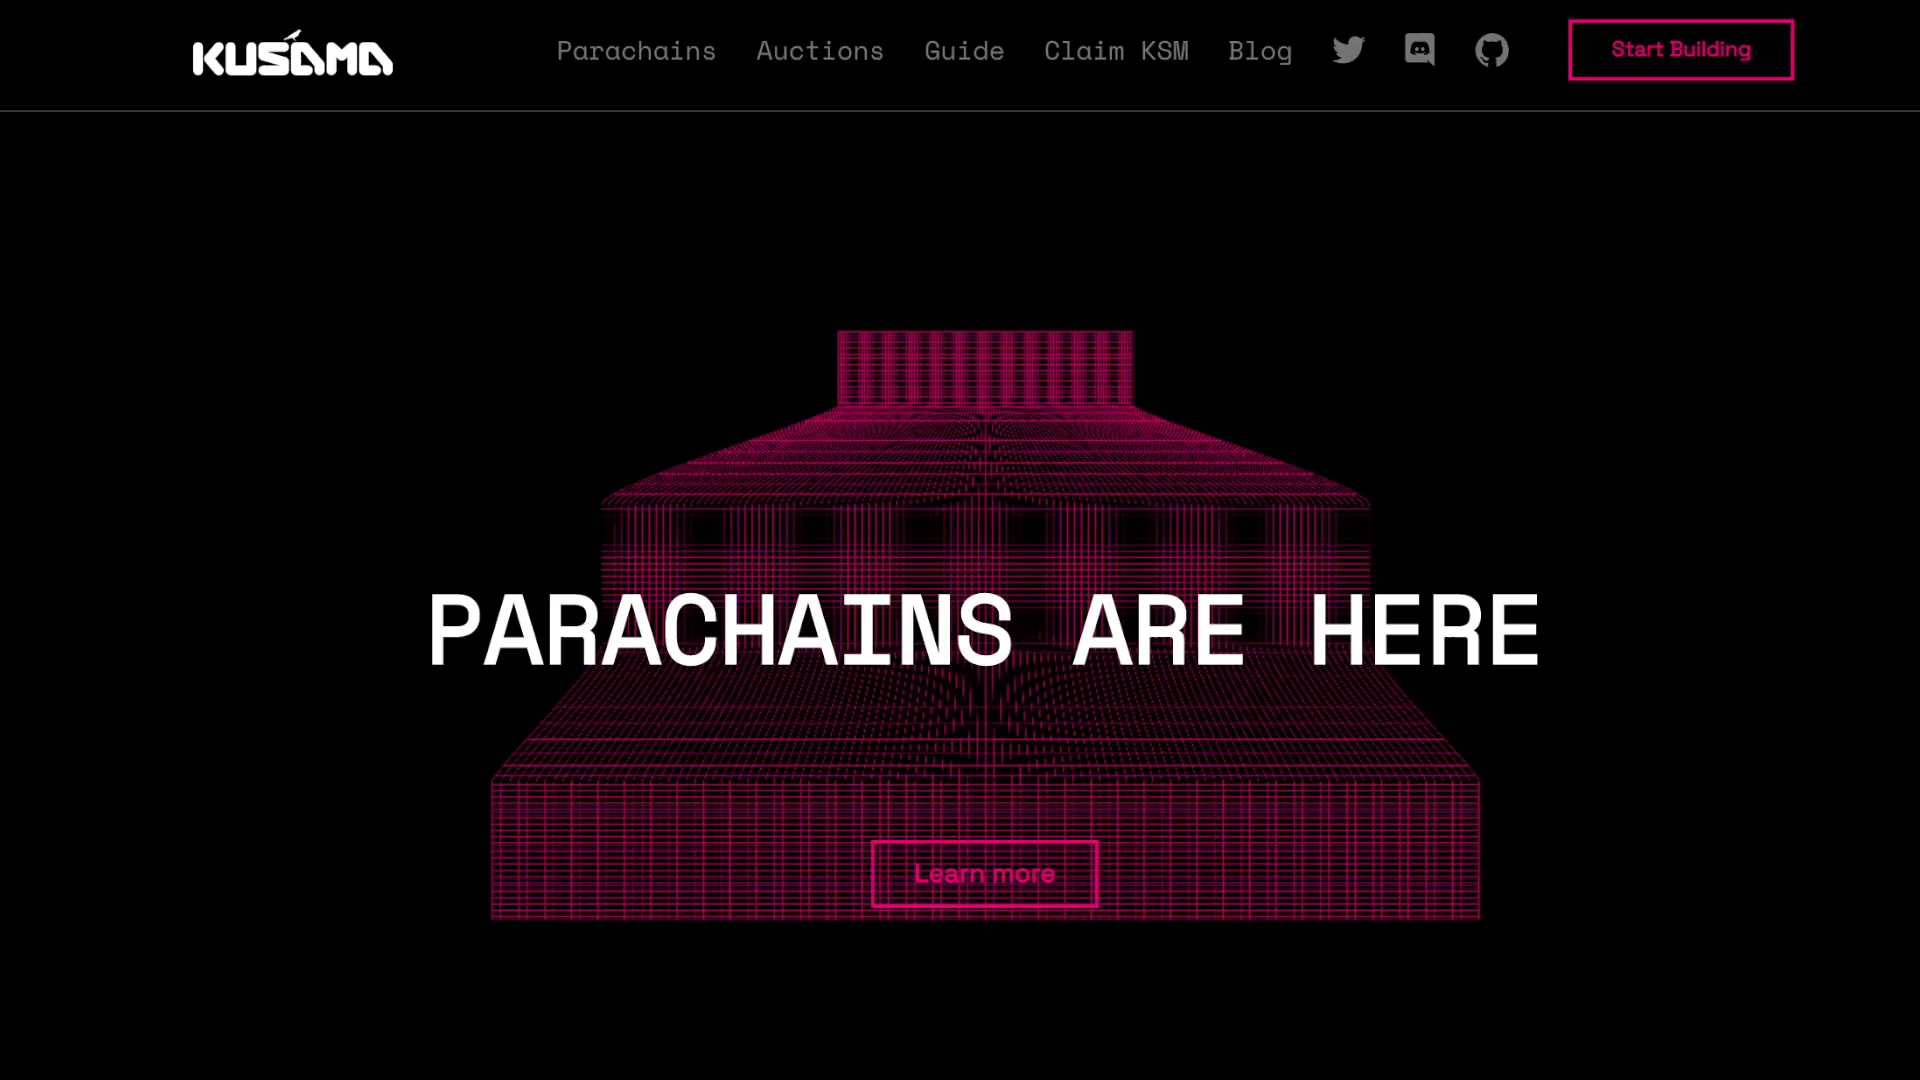 KUSAMA
Parachains Auctions Guide Claim KSM Blog
Start Building
PARACHAINS ARE HERE
Learn more